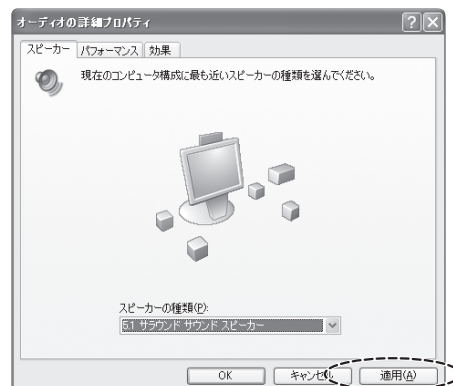 オーディオの詳細プロパティ
スピーカー パフォーマンス 効果
現在のコンピュータ構成に最も近いスピーカーの種類を選んでください。
スピーカーの種類(P):
5.1 サラウンド サウンド スピーカー
OK キャンセル 適用(A)